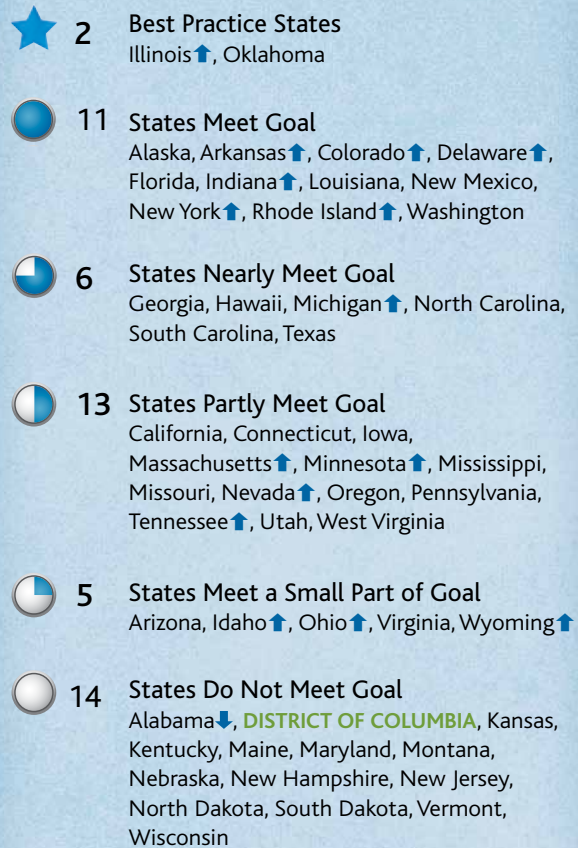 2 Best Practice States
Illinois⬆, Oklahoma
11 States Meet Goal
Alaska, Arkansas⬆, Colorado⬆, Delaware⬆,
Florida, Indiana⬆, Louisiana, New Mexico,
New York⬆, Rhode Island⬆, Washington
6 States Nearly Meet Goal
Georgia, Hawaii, Michigan⬆, North Carolina,
South Carolina, Texas
13 States Partly Meet Goal
California, Connecticut, Iowa,
Massachusetts⬆, Minnesota⬆, Mississippi,
Missouri, Nevada⬆, Oregon, Pennsylvania,
Tennessee⬆, Utah, West Virginia
5 States Meet a Small Part of Goal
Arizona, Idaho⬆, Ohio⬆, Virginia, Wyoming⬆
14 States Do Not Meet Goal
Alabama⬇, DISTRICT OF COLUMBIA, Kansas,
Kentucky, Maine, Maryland, Montana,
Nebraska, New Hampshire, New Jersey,
North Dakota, South Dakota, Vermont,
Wisconsin